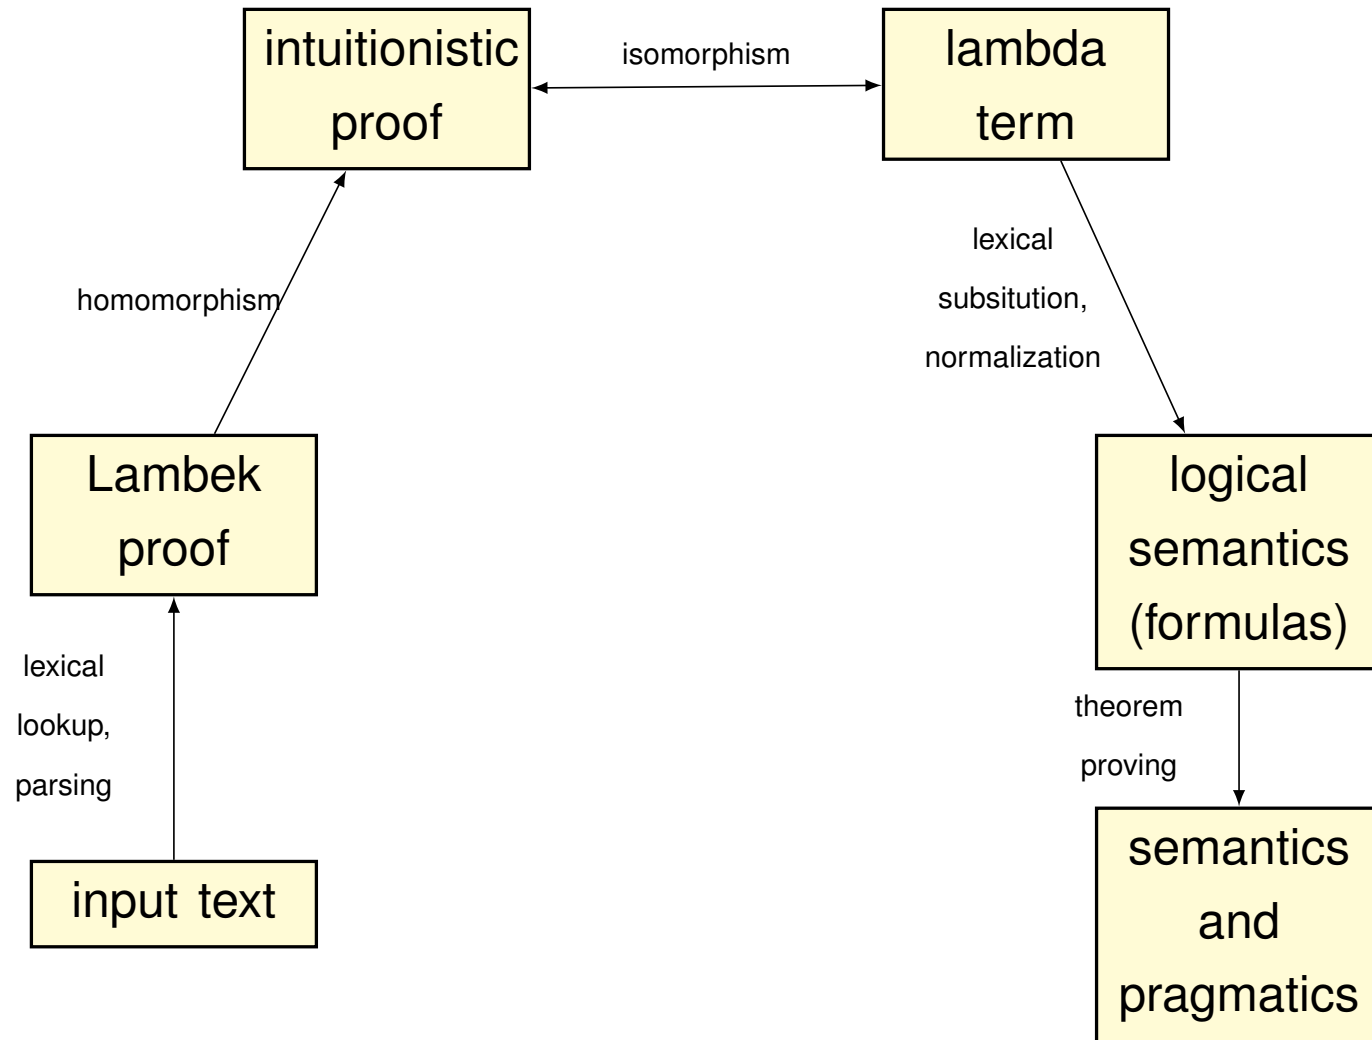 intuitionistic
proof
isomorphism
lambda
term
homomorphism
lexical
subsitution,
normalization
Lambek
proof
logical
semantics
(formulas)
lexical
lookup,
parsing
theorem
proving
input text
semantics
and
pragmatics